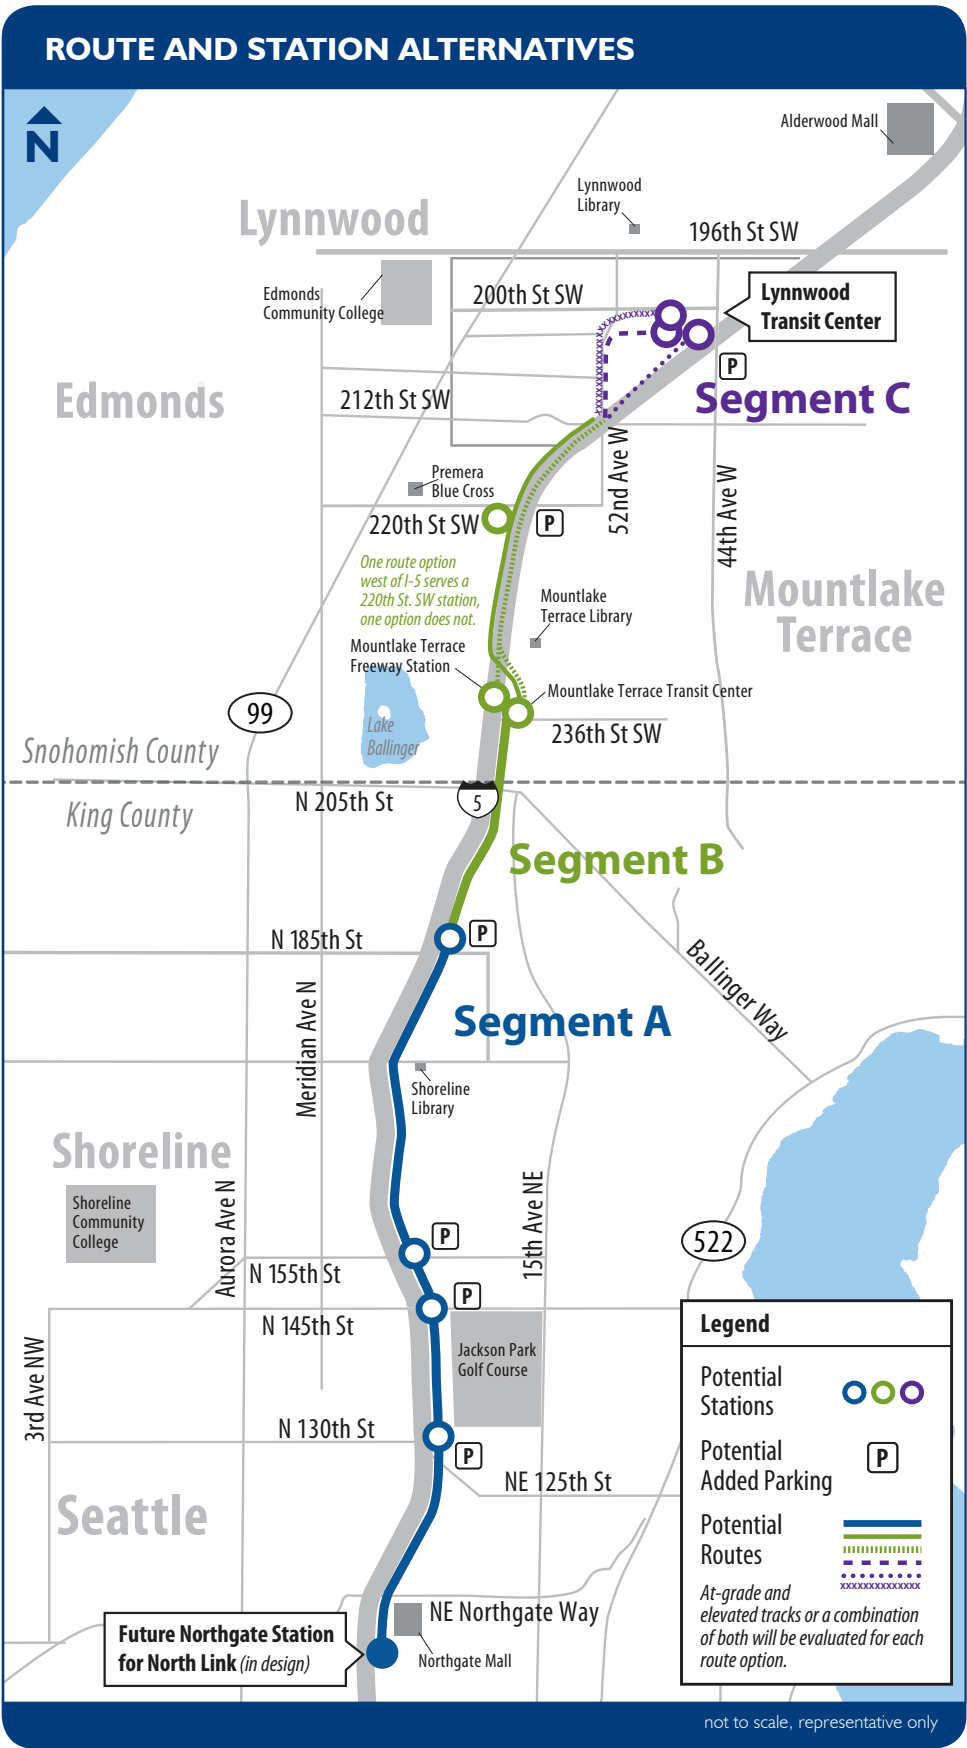 ROUTE AND STATION ALTERNATIVES
N
Alderwood Mall
Lynnwood
Library
Lynnwood
196th St SW
Edmonds
Community College
200th St SW
Lynnwood
Transit Center
P
Edmonds
212th St SW
Segment C
Premera
Blue Cross
52nd Ave W
44th Ave W
220th St SW
P
One route option
west of I-5 serves a
220th St. SW station,
one option does not.
Mountlake
Terrace Library
Mountlake
Terrace
Mountlake Terrace
Freeway Station
Mountlake Terrace Transit Center
99
Lake
Ballinger
236th St SW
Snohomish County
King County
N 205th St
5
Segment B
N 185th St
P
Ballinger Way
Meridian Ave N
Segment A
Shoreline
Library
Shoreline
Shoreline
Community
College
Aurora Ave N
15th Ave NE
P
522
N 155th St
P
N 145th St
3rd Ave NW
Jackson Park
Golf Course
N 130th St
P
NE 125th St
Seattle
NE Northgate Way
Future Northgate Station
for North Link (in design)
Northgate Mall
Legend
Potential
Stations
Potential
Added Parking
P
Potential
Routes
At-grade and
elevated tracks or a combination
of both will be evaluated for each
route option.
not to scale, representative only